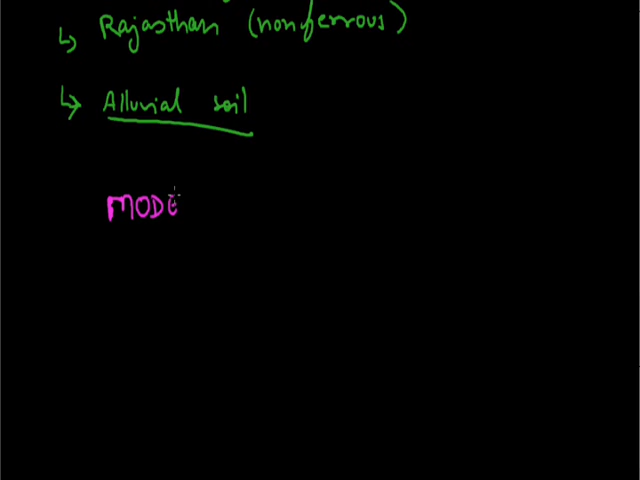 ↳ Rajasthan (nonferrous)
↳ Alluvial soil
MODE